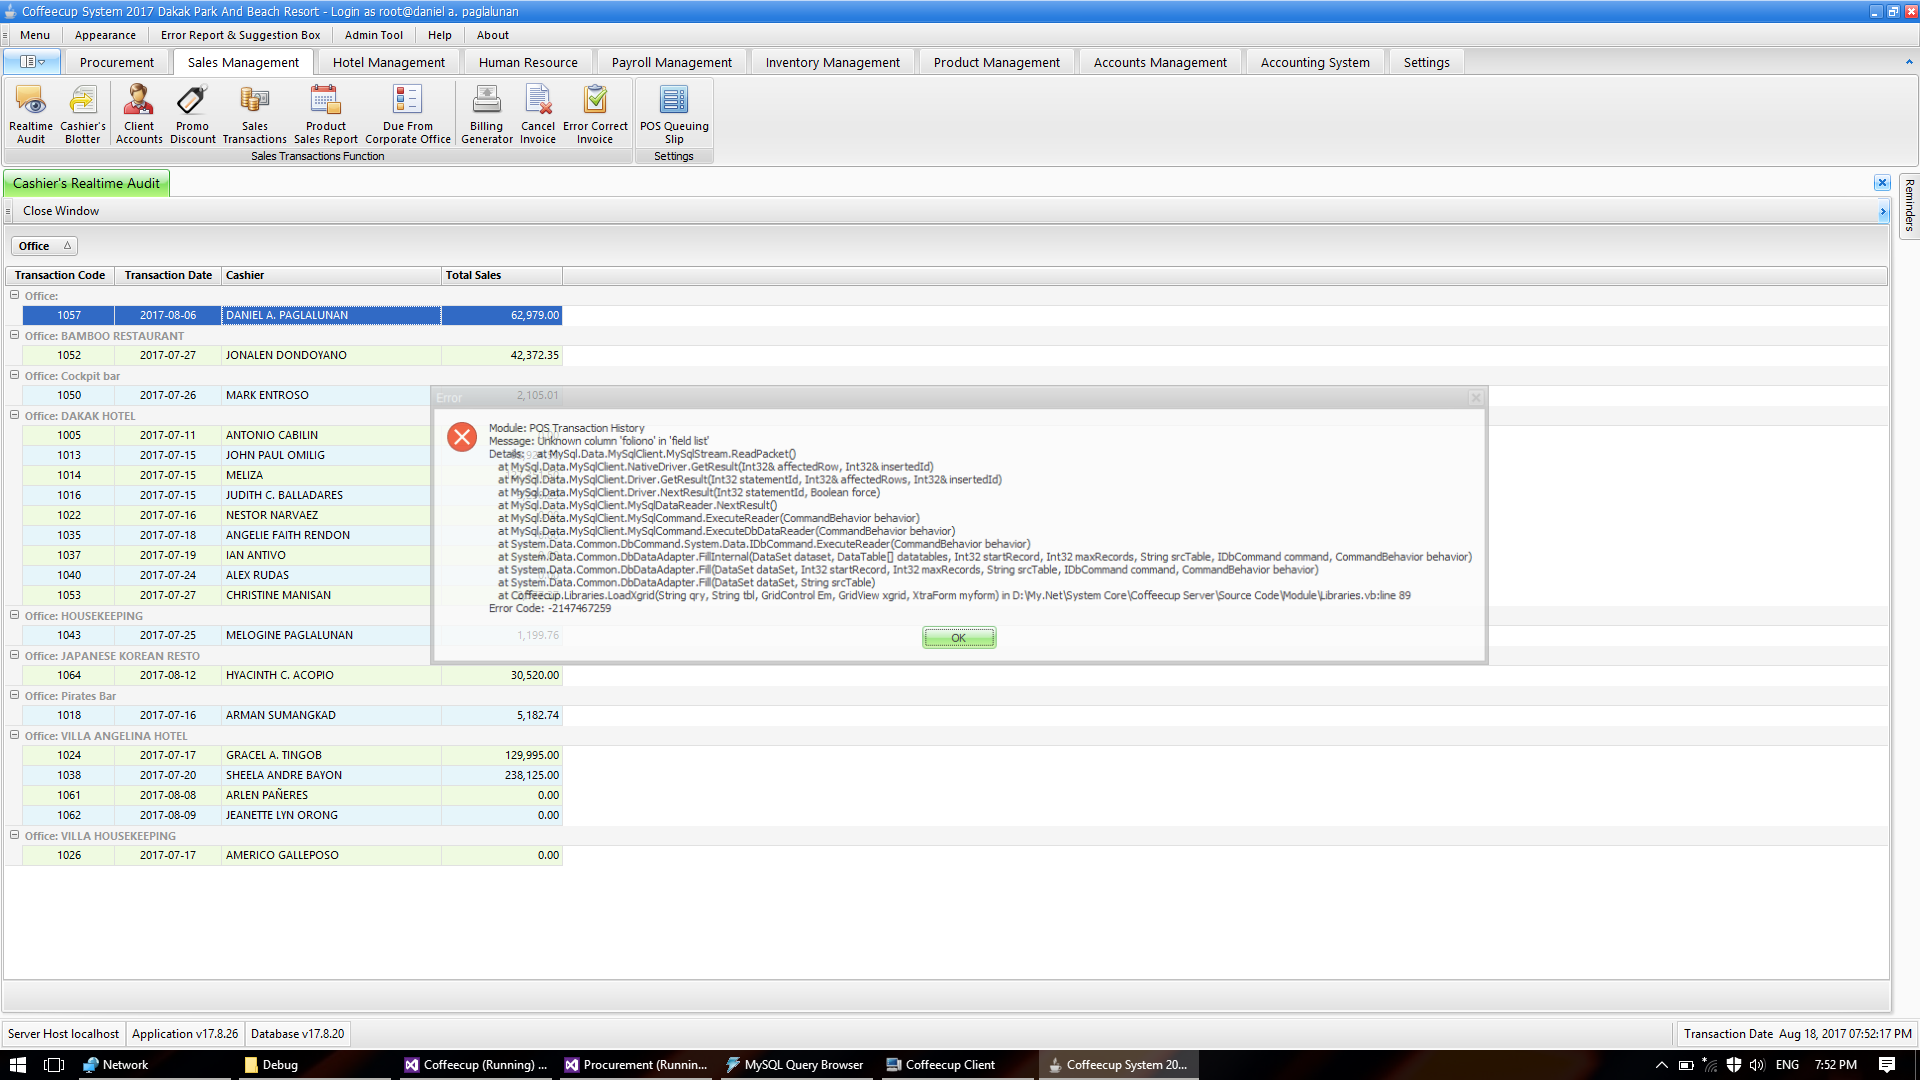 Coffeecup System 2017 Dakak Park And Beach Resort - Login as root@daniel a. paglalunan
Menu Appearance Error Report & Suggestion Box Admin Tool Help About
Procurement Sales Management Hotel Management Human Resource Payroll Management Inventory Management Product Management Accounts Management Accounting System Settings
Realtime Audit
Cashier's Blotter
Client Accounts
Promo Discount
Sales Transactions
Product Sales Report
Due From Corporate Office
Billing Generator
Cancel Invoice
Error Correct Invoice
POS Queuing Slip
Sales Transactions Function
Settings
Cashier's Realtime Audit
Reminders
Close Window
Office
Transaction Code Transaction Date Cashier Total Sales
Office:
1057 2017-08-06 DANIEL A. PAGLALUNAN 62,979.00
Office: BAMBOO RESTAURANT
1052 2017-07-27 JONALEN DONDOYANO 42,372.35
Office: Cockpit bar
1050 2017-07-26 MARK ENTROSO 2,105.01
Office: DAKAK HOTEL
1005 2017-07-11 ANTONIO CABILIN
1013 2017-07-15 JOHN PAUL OMILIG
1014 2017-07-15 MELIZA
1016 2017-07-15 JUDITH C. BALLADARES
1022 2017-07-16 NESTOR NARVAEZ
1035 2017-07-18 ANGELIE FAITH RENDON
1037 2017-07-19 IAN ANTIVO
1040 2017-07-24 ALEX RUDAS
1053 2017-07-27 CHRISTINE MANISAN
Office: HOUSEKEEPING
1043 2017-07-25 MELOGINE PAGLALUNAN 1,199.76
Office: JAPANESE KOREAN RESTO
1064 2017-08-12 HYACINTH C. ACOPIO 30,520.00
Office: Pirates Bar
1018 2017-07-16 ARMAN SUMANGKAD 5,182.74
Office: VILLA ANGELINA HOTEL
1024 2017-07-17 GRACEL A. TINGOB 129,995.00
1038 2017-07-20 SHEELA ANDRE BAYON 238,125.00
1061 2017-08-08 ARLEN PAÑERES 0.00
1062 2017-08-09 JEANETTE LYN ORONG 0.00
Office: VILLA HOUSEKEEPING
1026 2017-07-17 AMERICO GALLEPOSO 0.00
Error
Module: POS Transaction History
Message: Unknown column 'foliono' in 'field list'
Details: at MySql.Data.MySqlClient.MySqlStream.ReadPacket()
at MySql.Data.MySqlClient.NativeDriver.GetResult(Int32& affectedRow, Int32& insertedId)
at MySql.Data.MySqlClient.Driver.GetResult(Int32 statementId, Int32& affectedRows, Int32& insertedId)
at MySql.Data.MySqlClient.Driver.NextResult(Int32 statementId, Boolean force)
at MySql.Data.MySqlClient.MySqlDataReader.NextResult()
at MySql.Data.MySqlClient.MySqlCommand.ExecuteReader(CommandBehavior behavior)
at MySql.Data.MySqlClient.MySqlCommand.ExecuteDbDataReader(CommandBehavior behavior)
at System.Data.Common.DbCommand.System.Data.IDbCommand.ExecuteReader(CommandBehavior behavior)
at System.Data.Common.DbDataAdapter.FillInternal(DataSet dataset, DataTable[] datatables, Int32 startRecord, Int32 maxRecords, String srcTable, IDbCommand command, CommandBehavior behavior)
at System.Data.Common.DbDataAdapter.Fill(DataSet dataSet, Int32 startRecord, Int32 maxRecords, String srcTable, IDbCommand command, CommandBehavior behavior)
at System.Data.Common.DbDataAdapter.Fill(DataSet dataSet, String srcTable)
at Coffeecup.Libraries.LoadXgrid(String qry, String tbl, GridControl Em, GridView xgrid, XtraForm myform) in D:\My.Net\System Core\Coffeecup Server\Source Code\Module\Libraries.vb:line 89
Error Code: -2147467259
OK
Server Host localhost Application v17.8.26 Database v17.8.20 Transaction Date Aug 18, 2017 07:52:17 PM
Network Debug Coffeecup (Running) ... Procurement (Runnin... MySQL Query Browser Coffeecup Client Coffeecup System 20... ENG 7:52 PM